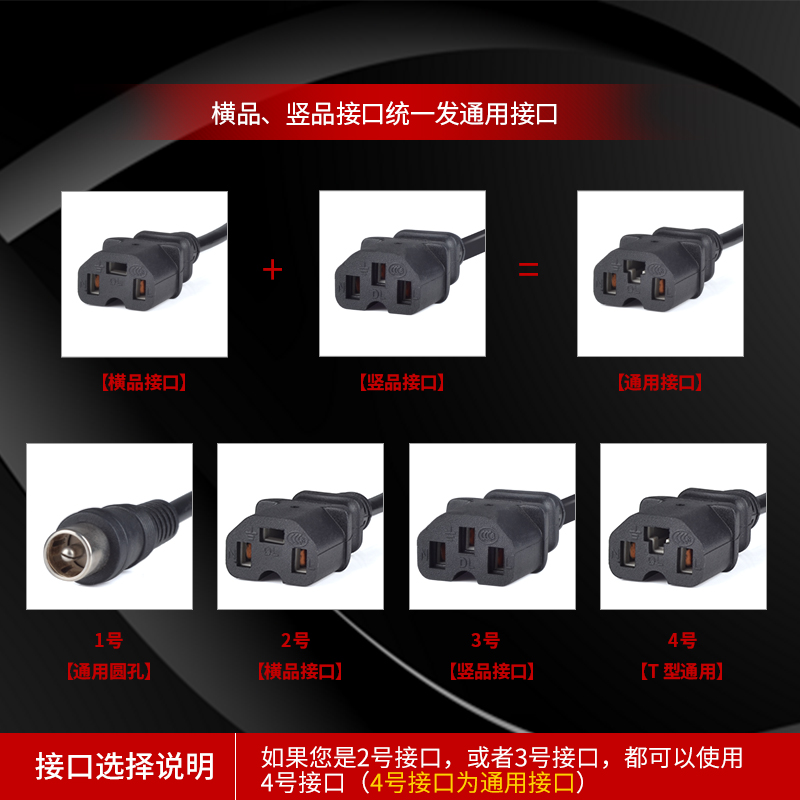 横品、竖品接口统一发通用接口
+
=
【横品接口】
【竖品接口】
【通用接口】
1号
2号
3号
4号
【通用圆孔】
【横品接口】
【竖品接口】
【T 型通用】
接口选择说明
如果您是2号接口，或者3号接口，都可以使用
4号接口（4号接口为通用接口）